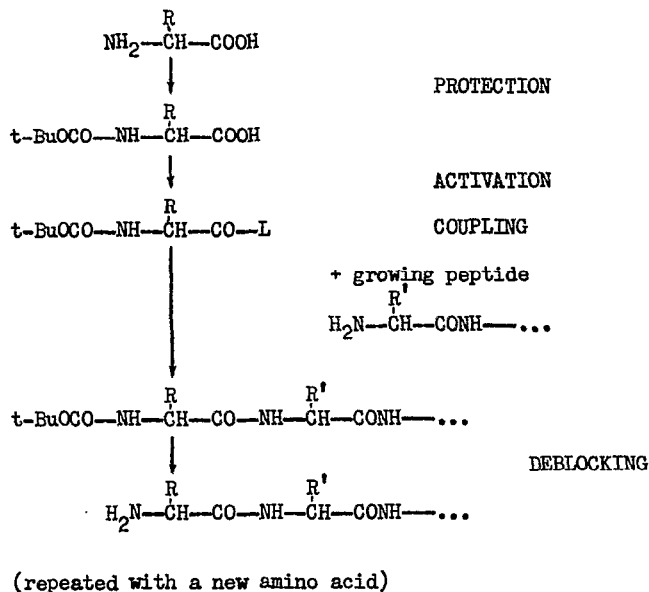 R
NH2—CH—COOH
PROTECTION
R
t-BuOCO—NH—CH—COOH
ACTIVATION
R
t-BuOCO—NH—CH—CO—L
COUPLING
+ growing peptide
R'
H2N—CH—CONH—...
R R'
t-BuOCO—NH—CH—CO—NH—CH—CONH—...
DEBLOCKING
R R'
H2N—CH—CO—NH—CH—CONH—...
(repeated with a new amino acid)